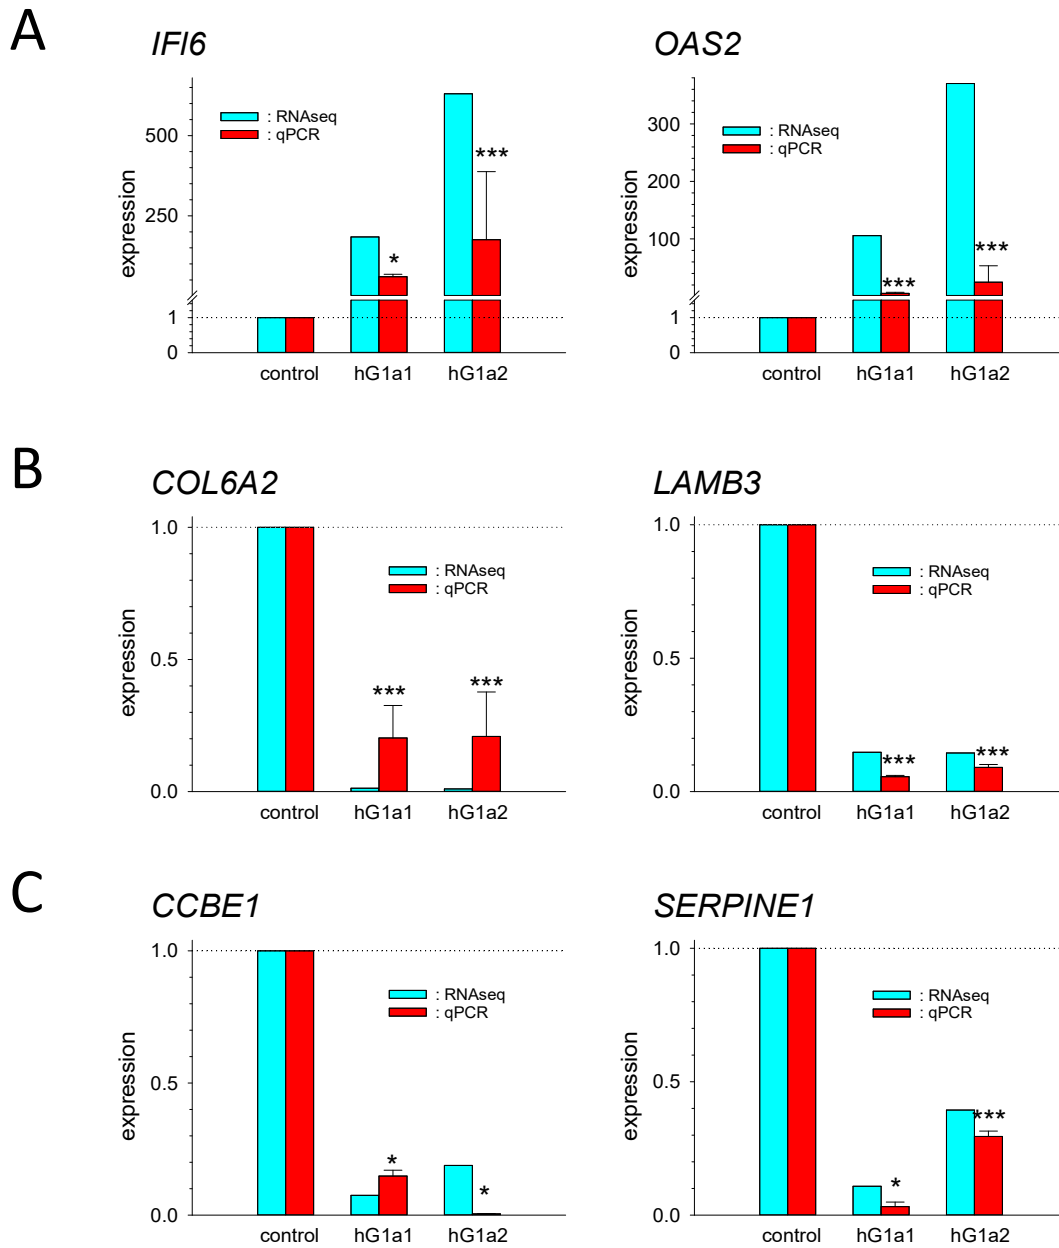 A
IFI6
OAS2
: RNAseq
: qPCR
: RNAseq
: qPCR
expression
500
250
1
0
***
*
control hG1a1 hG1a2
expression
300
200
100
1
0
***
***
control hG1a1 hG1a2
B
COL6A2
LAMB3
1.0
0.5
0.0
expression
: RNAseq
: qPCR
***
***
control hG1a1 hG1a2
1.0
0.5
0.0
expression
: RNAseq
: qPCR
***
***
control hG1a1 hG1a2
C
CCBE1
SERPINE1
1.0
0.5
0.0
expression
: RNAseq
: qPCR
*
*
control hG1a1 hG1a2
1.0
0.5
0.0
expression
: RNAseq
: qPCR
*
***
control hG1a1 hG1a2